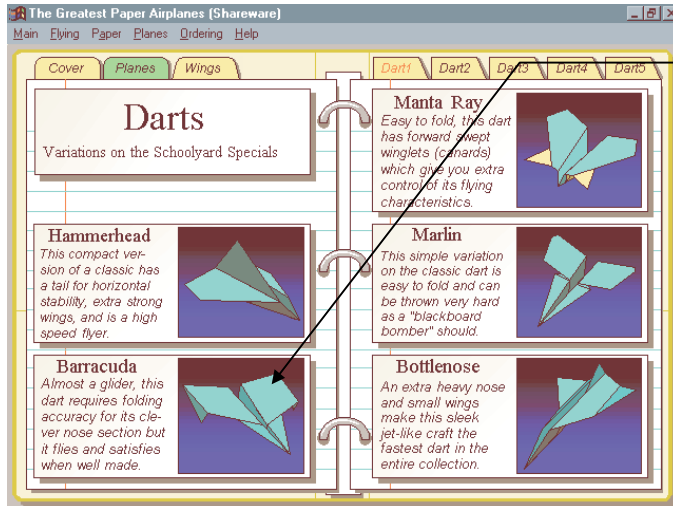 The Greatest Paper Airplanes (Shareware)
Main Flying Paper Planes Ordering Help
Cover Planes Wings
Dart1 Dart2 Dart3 Dart4 Dart5
Darts
Variations on the Schoolyard Specials
Hammerhead
This compact ver-
sion of a classic has
a tail for horizontal
stability, extra strong
wings, and is a high
speed flyer.
Barracuda
Almost a glider, this
dart requires folding
accuracy for its cle-
ver nose section but
it flies and satisfies
when well made.
Manta Ray
Easy to fold, this dart
has forward swept
winglets (canards)
which give you extra
control of its flying
characteristics.
Marlin
This simple variation
on the classic dart is
easy to fold and can
be thrown very hard
as a "blackboard
bomber" should.
Bottlenose
An extra heavy nose
and small wings
make this sleek
jet-like craft the
fastest dart in the
entire collection.